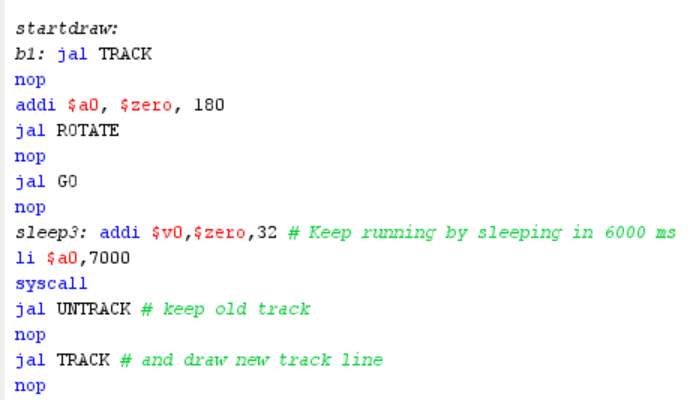 startdraw:
b1: jal TRACK
nop
addi $a0, $zero, 180
jal ROTATE
nop
jal GO
nop
sleep3: addi $v0,$zero,32 # Keep running by sleeping in 6000 ms
li $a0,7000
syscall
jal UNTRACK # keep old track
nop
jal TRACK # and draw new track line
nop